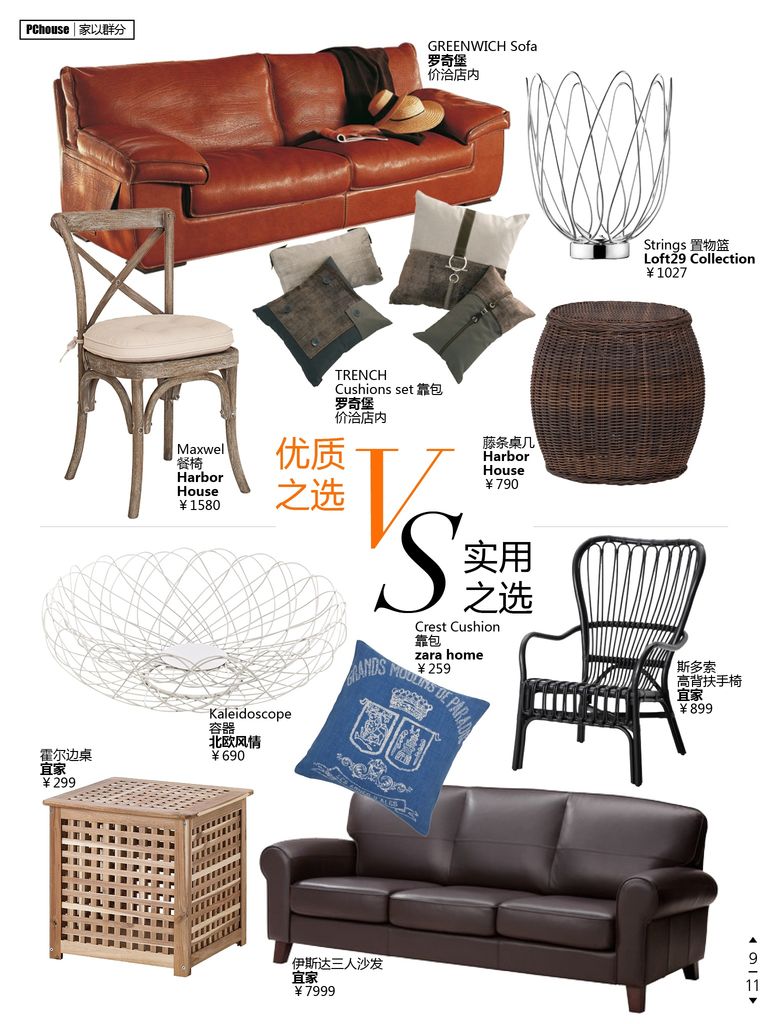 PChouse 家以群分
GREENWICH Sofa
罗奇堡
价洽店内
Strings 置物篮
Loft29 Collection
￥1027
TRENCH
Cushions set 靠包
罗奇堡
价洽店内
Maxwel
餐椅
Harbor
House
￥1580
藤条桌几
Harbor
House
￥790
优质
之选
VS
实用
之选
Crest Cushion
靠包
zara home
￥259
GRANDS MOULINS DE PARADIS
斯多索
高背扶手椅
宜家
￥899
Kaleidoscope
容器
北欧风情
￥690
霍尔边桌
宜家
￥299
伊斯达三人沙发
宜家
￥7999
9
11